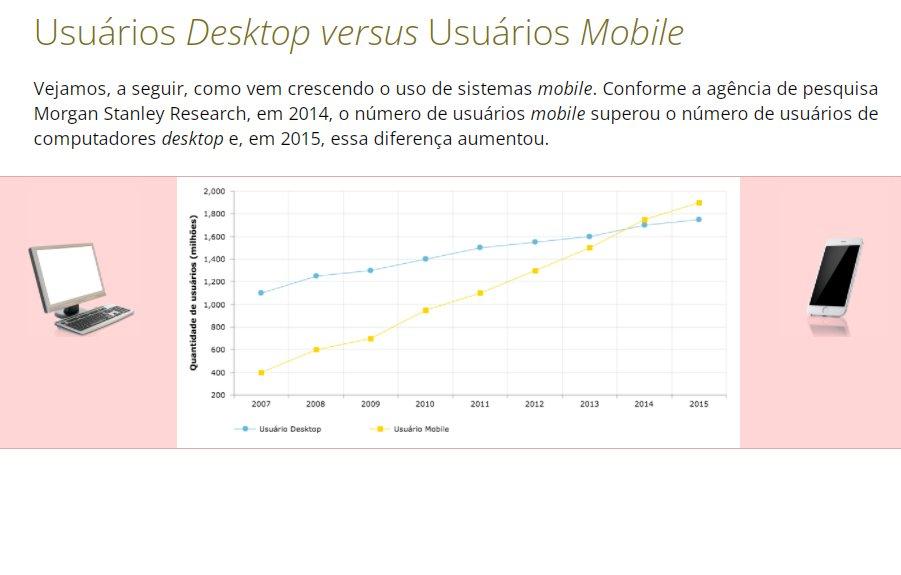 Usuários Desktop versus Usuários Mobile
Vejamos, a seguir, como vem crescendo o uso de sistemas mobile. Conforme a agência de pesquisa
Morgan Stanley Research, em 2014, o número de usuários mobile superou o número de usuários de
computadores desktop e, em 2015, essa diferença aumentou.
Quantidade de usuários (milhões)
2,000
1,800
1,600
1,400
1,200
1,000
800
600
400
200
2007 2008 2009 2010 2011 2012 2013 2014 2015
Usuário Desktop Usuário Mobile